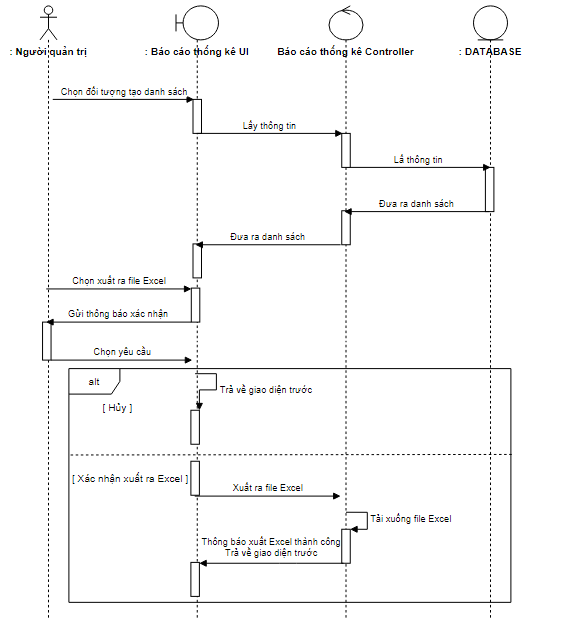 : Người quản trị
: Báo cáo thống kê UI
Báo cáo thống kê Controller
: DATABASE
Chọn đối tượng tạo danh sách
Lấy thông tin
Lấ thông tin
Đưa ra danh sách
Đưa ra danh sách
Chọn xuất ra file Excel
Gửi thông báo xác nhận
Chọn yêu cầu
alt
Trả về giao diện trước
[ Hủy ]
[ Xác nhận xuất ra Excel ]
Xuất ra file Excel
Tải xuống file Excel
Thông báo xuất Excel thành công
Trả về giao diện trước